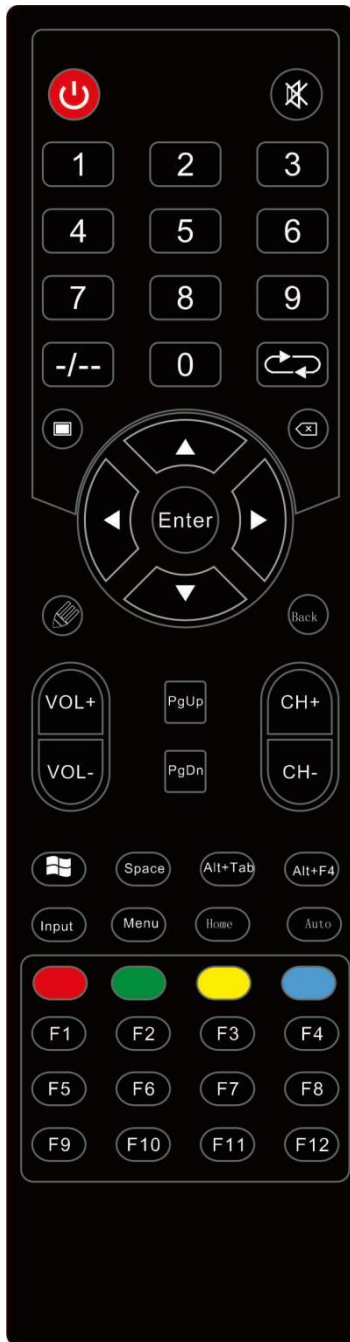 1 2 3
4 5 6
7 8 9
-/-- 0
Enter
Back
VOL+ PgUp CH+
VOL- PgDn CH-
Space Alt+Tab Alt+F4
Input Menu Home Auto
F1 F2 F3 F4
F5 F6 F7 F8
F9 F10 F11 F12